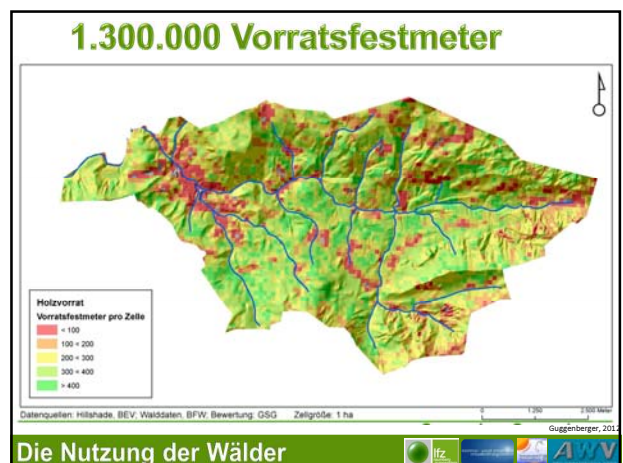 1.300.000 Vorratsfestmeter
Holzvorrat
Vorratsfestmeter pro Zelle
< 100
100 < 200
200 < 300
300 < 400
> 400
Datenquellen: Hillshade, BEV; Walddaten, BFW; Bewertung: GSG Zellgröße: 1 ha
0 1.250 2.500 Meter
Guggenberger, 2012
Die Nutzung der Wälder
lfz
AWV